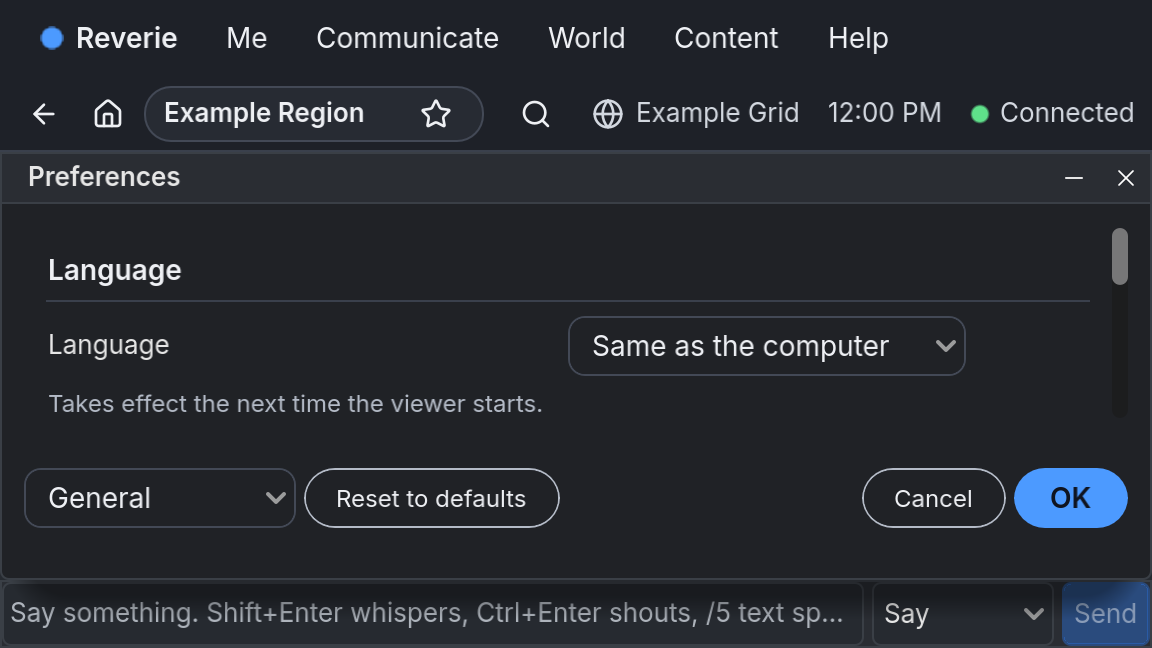 Reverie Me Communicate World Content Help
Example Region Example Grid 12:00 PM Connected
Preferences
Language
Language Same as the computer
Takes effect the next time the viewer starts.
General Reset to defaults Cancel OK
Say something. Shift+Enter whispers, Ctrl+Enter shouts, /5 text sp... Say Send